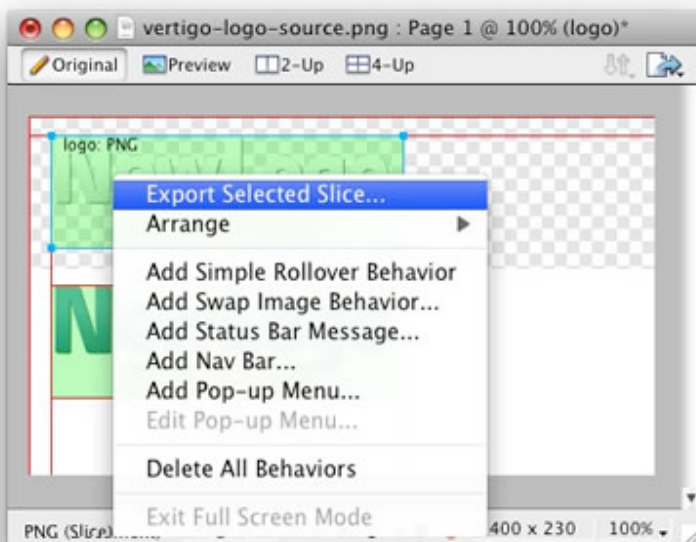 vertigo-logo-source.png : Page 1 @ 100% (logo)*
Original Preview 2-Up 4-Up
logo: PNG
New Logo
Export Selected Slice...
Arrange
Add Simple Rollover Behavior
Add Swap Image Behavior...
Add Status Bar Message...
Add Nav Bar...
Add Pop-up Menu...
Edit Pop-up Menu...
Delete All Behaviors
Exit Full Screen Mode
N
PNG (Slice) 400 x 230 100%